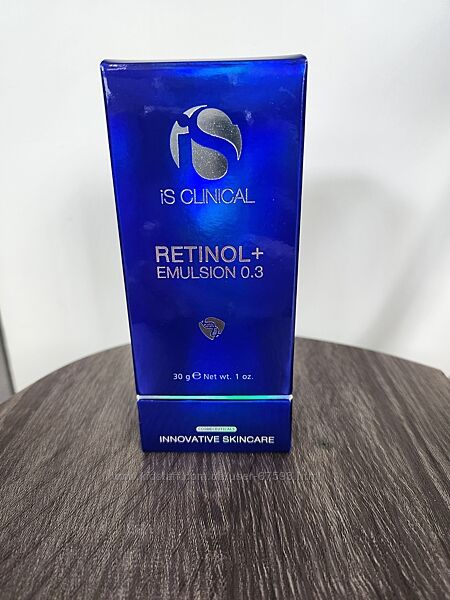 iS
iS CLINICAL
RETINOL+
EMULSION 0.3
30 g ℮ Net wt. 1 oz.
COSMECEUTICALS
INNOVATIVE SKINCARE